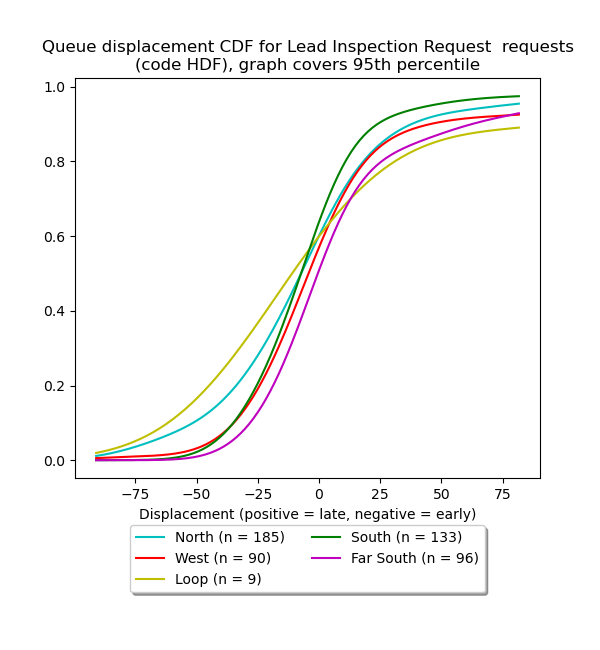 Queue displacement CDF for Lead Inspection Request  requests
(code HDF), graph covers 95th percentile
1.0
0.8
0.6
0.4
0.2
0.0
−75 −50 −25 0 25 50 75
Displacement (positive = late, negative = early)
North (n = 185) South (n = 133)
West (n = 90) Far South (n = 96)
Loop (n = 9)